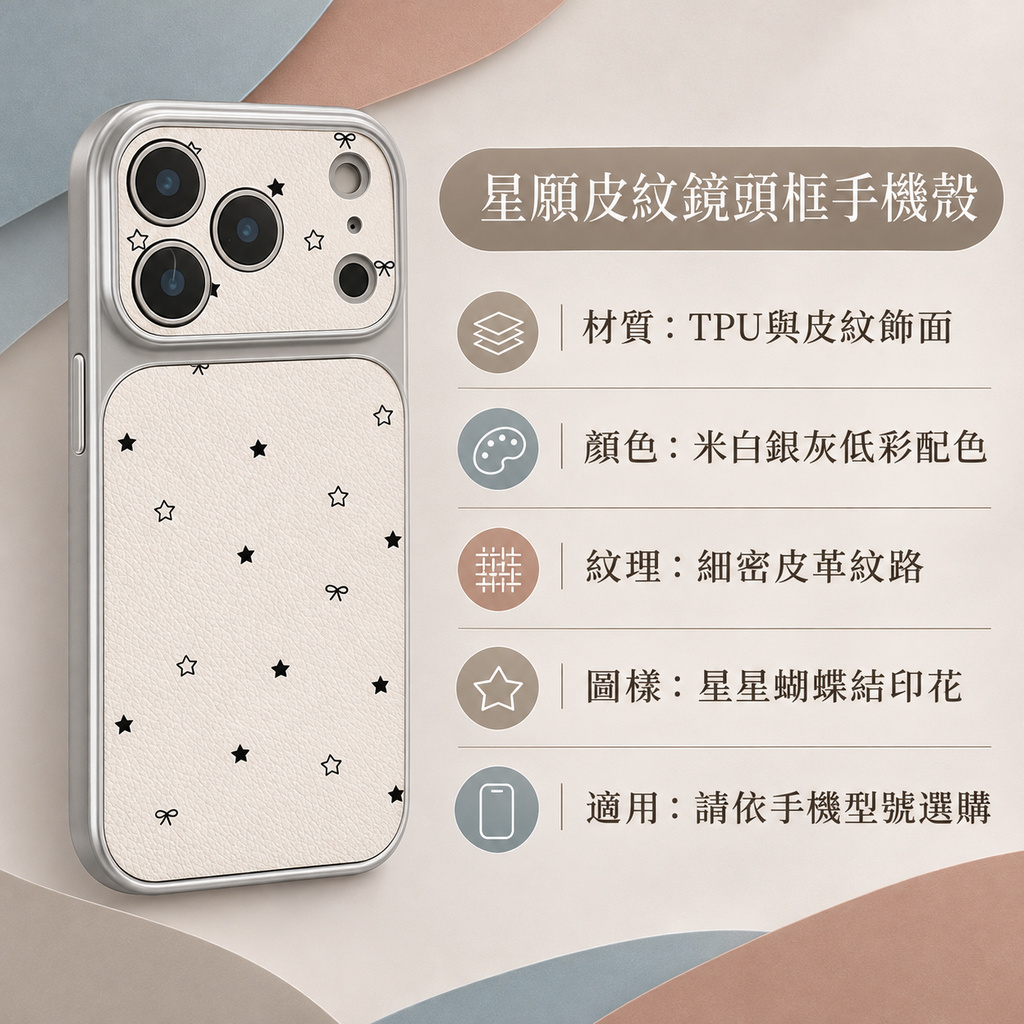 星願皮紋鏡頭框手機殼
材質：TPU與皮紋飾面
顏色：米白銀灰低彩配色
紋理：細密皮革紋路
圖樣：星星蝴蝶結印花
適用：請依手機型號選購